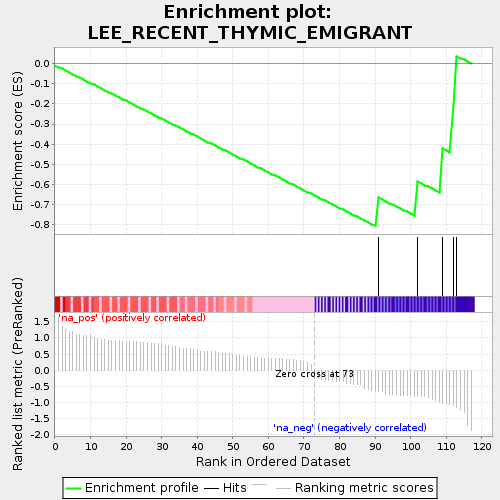 Enrichment plot:
LEE_RECENT_THYMIC_EMIGRANT
Enrichment score (ES)
0.0
-0.1
-0.2
-0.3
-0.4
-0.5
-0.6
-0.7
-0.8
Ranked list metric (PreRanked)
1.5
1.0
0.5
0.0
-0.5
-1.0
-1.5
-2.0
'na_pos' (positively correlated)
Zero cross at 73
'na_neg' (negatively correlated)
0 10 20 30 40 50 60 70 80 90 100 110 120
Rank in Ordered Dataset
Enrichment profile Hits Ranking metric scores